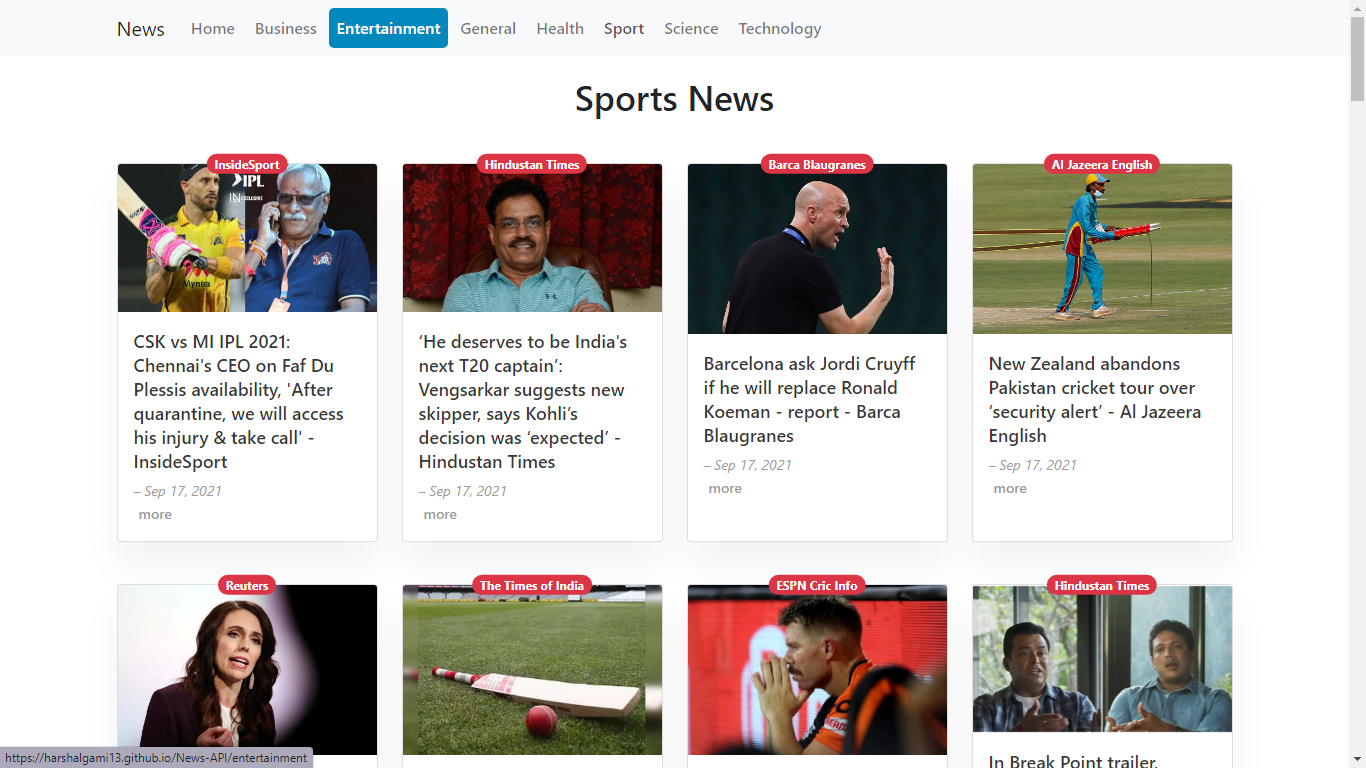 News Home Business Entertainment General Health Sport Science Technology
Sports News
InsideSport
IPL
EXCLUSIVE
Myntra
CSK vs MI IPL 2021:
Chennai's CEO on Faf Du
Plessis availability, 'After
quarantine, we will access
his injury & take call' -
InsideSport
– Sep 17, 2021
more
Hindustan Times
‘He deserves to be India's
next T20 captain’:
Vengsarkar suggests new
skipper, says Kohli’s
decision was ‘expected’ -
Hindustan Times
– Sep 17, 2021
more
Barca Blaugranes
Barcelona ask Jordi Cruyff
if he will replace Ronald
Koeman - report - Barca
Blaugranes
– Sep 17, 2021
more
Al Jazeera English
New Zealand abandons
Pakistan cricket tour over
‘security alert’ - Al Jazeera
English
– Sep 17, 2021
more
Reuters
The Times of India
ESPN Cric Info
Hindustan Times
In Break Point trailer,
https://harshalgami13.github.io/News-API/entertainment